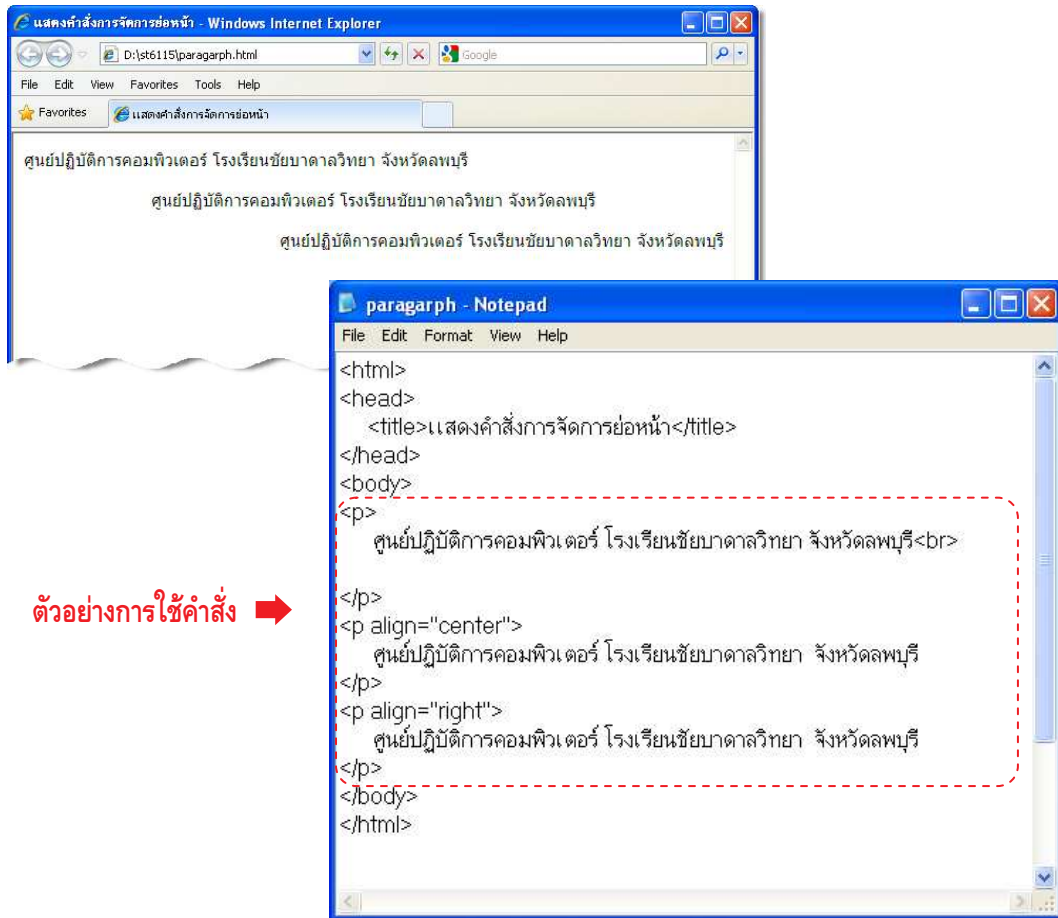 แสดงคำสั่งการจัดการย่อหน้า - Windows Internet Explorer
D:\st6115\paragarph.html
Google
File Edit View Favorites Tools Help
Favorites แสดงคำสั่งการจัดการย่อหน้า
ศูนย์ปฏิบัติการคอมพิวเตอร์ โรงเรียนชัยบาดาลวิทยา จังหวัดลพบุรี
ศูนย์ปฏิบัติการคอมพิวเตอร์ โรงเรียนชัยบาดาลวิทยา จังหวัดลพบุรี
ศูนย์ปฏิบัติการคอมพิวเตอร์ โรงเรียนชัยบาดาลวิทยา จังหวัดลพบุรี
paragarph - Notepad
File Edit Format View Help
<html>
<head>
<title>แสดงคำสั่งการจัดการย่อหน้า</title>
</head>
<body>
<p>
ศูนย์ปฏิบัติการคอมพิวเตอร์ โรงเรียนชัยบาดาลวิทยา จังหวัดลพบุรี<br>
</p>
<p align="center">
ศูนย์ปฏิบัติการคอมพิวเตอร์ โรงเรียนชัยบาดาลวิทยา จังหวัดลพบุรี
</p>
<p align="right">
ศูนย์ปฏิบัติการคอมพิวเตอร์ โรงเรียนชัยบาดาลวิทยา จังหวัดลพบุรี
</p>
</body>
</html>
ตัวอย่างการใช้คำสั่ง